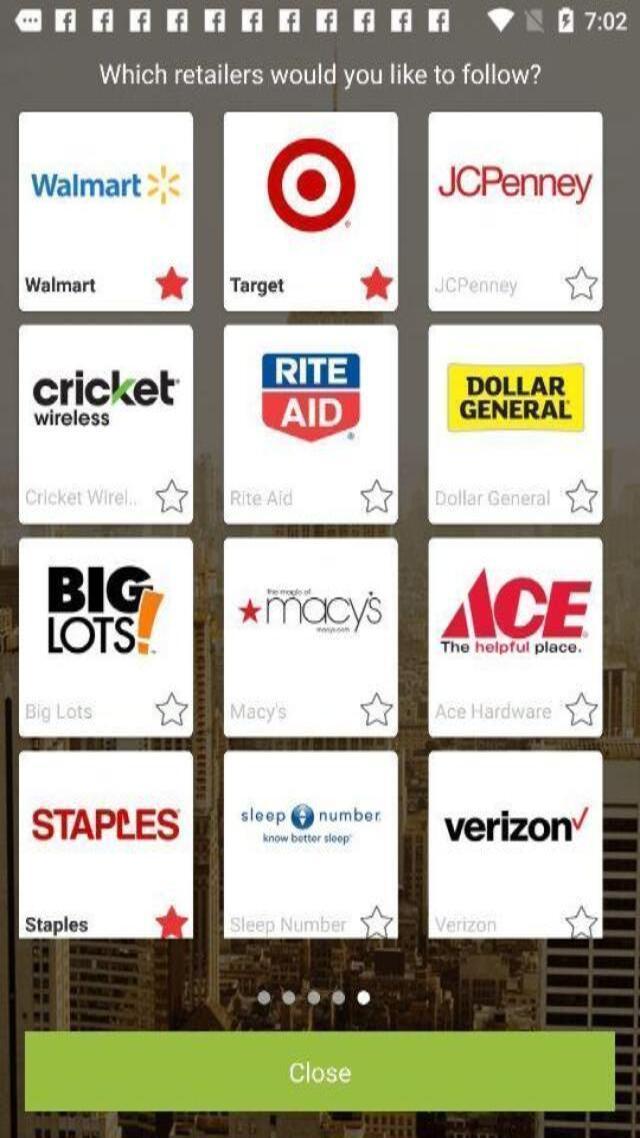 7:02
Which retailers would you like to follow?
Walmart
JCPenney
Walmart
Target
JCPenney
cricket
wireless
RITE
AID
DOLLAR
GENERAL
Cricket Wirel..
Rite Aid
Dollar General
BIG
LOTS!
the magic of
macy's
macys.com
ACE
The helpful place.
Big Lots
Macy's
Ace Hardware
STAPLES
sleep number
know better sleep
verizon
Staples
Sleep Number
Verizon
Close